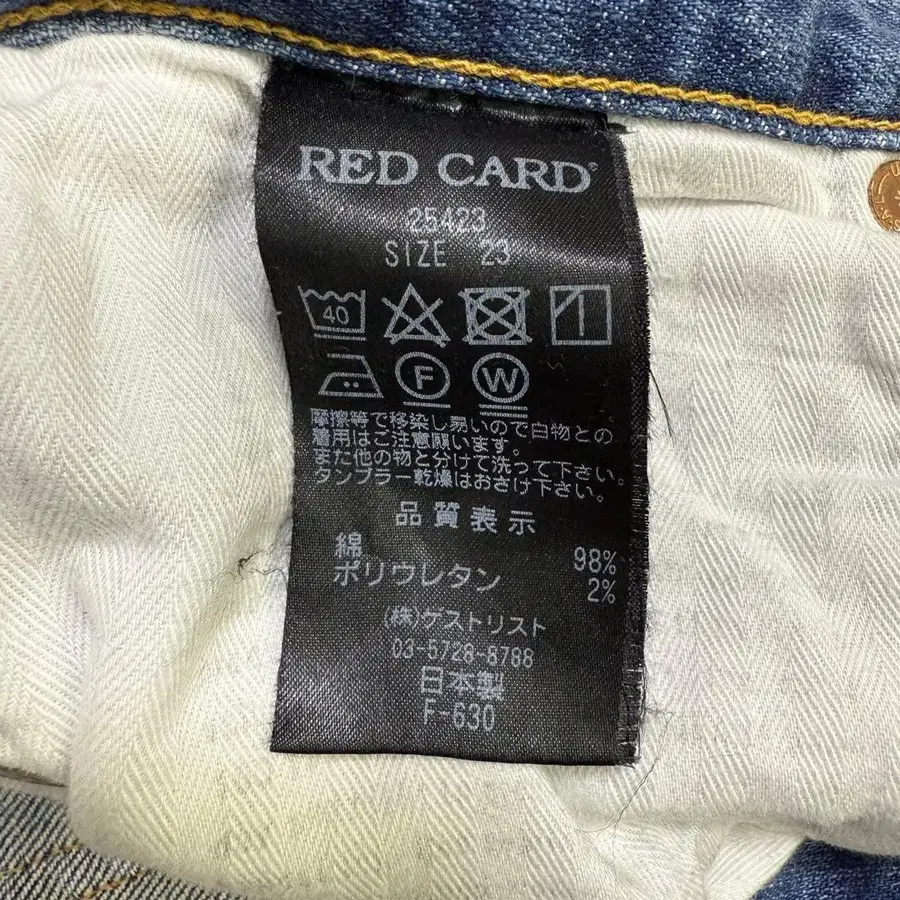 RED CARD®
25423
SIZE 23
40
F W
摩擦等で移染し易いので白物との
着用はご注意願います。
また他の物と分けて洗って下さい。
タンブラー乾燥はおさけ下さい。
品質表示
綿 98%
ポリウレタン 2%
(株)ゲストリスト
03-5728-8788
日本製
F-630